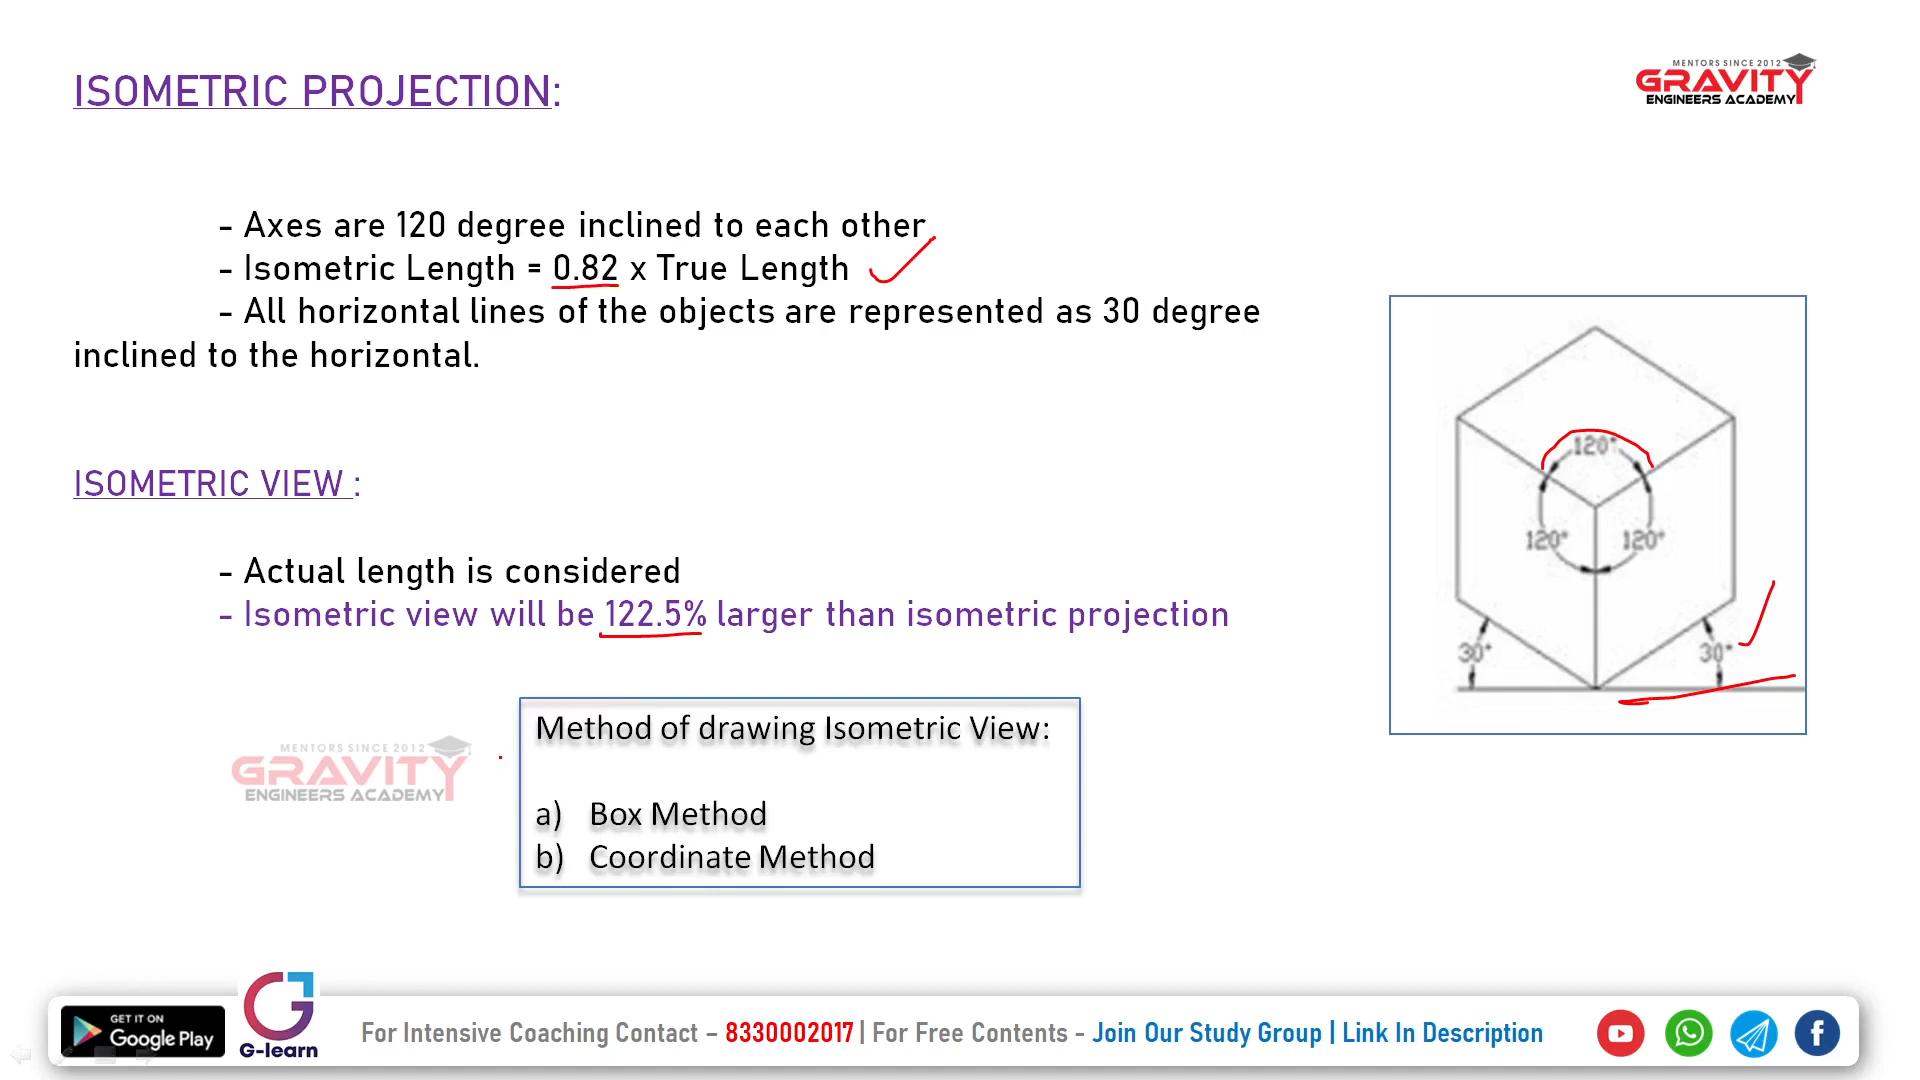 ISOMETRIC PROJECTION:
MENTORS SINCE 2012
GRAVITY
ENGINEERS ACADEMY
- Axes are 120 degree inclined to each other
- Isometric Length = 0.82 x True Length
- All horizontal lines of the objects are represented as 30 degree
inclined to the horizontal.
120°
120° 120°
30° 30°
ISOMETRIC VIEW :
- Actual length is considered
- Isometric view will be 122.5% larger than isometric projection
MENTORS SINCE 2012
GRAVITY
ENGINEERS ACADEMY
Method of drawing Isometric View:
a) Box Method
b) Coordinate Method
GET IT ON
Google Play
G-learn
For Intensive Coaching Contact – 8330002017 | For Free Contents - Join Our Study Group | Link In Description